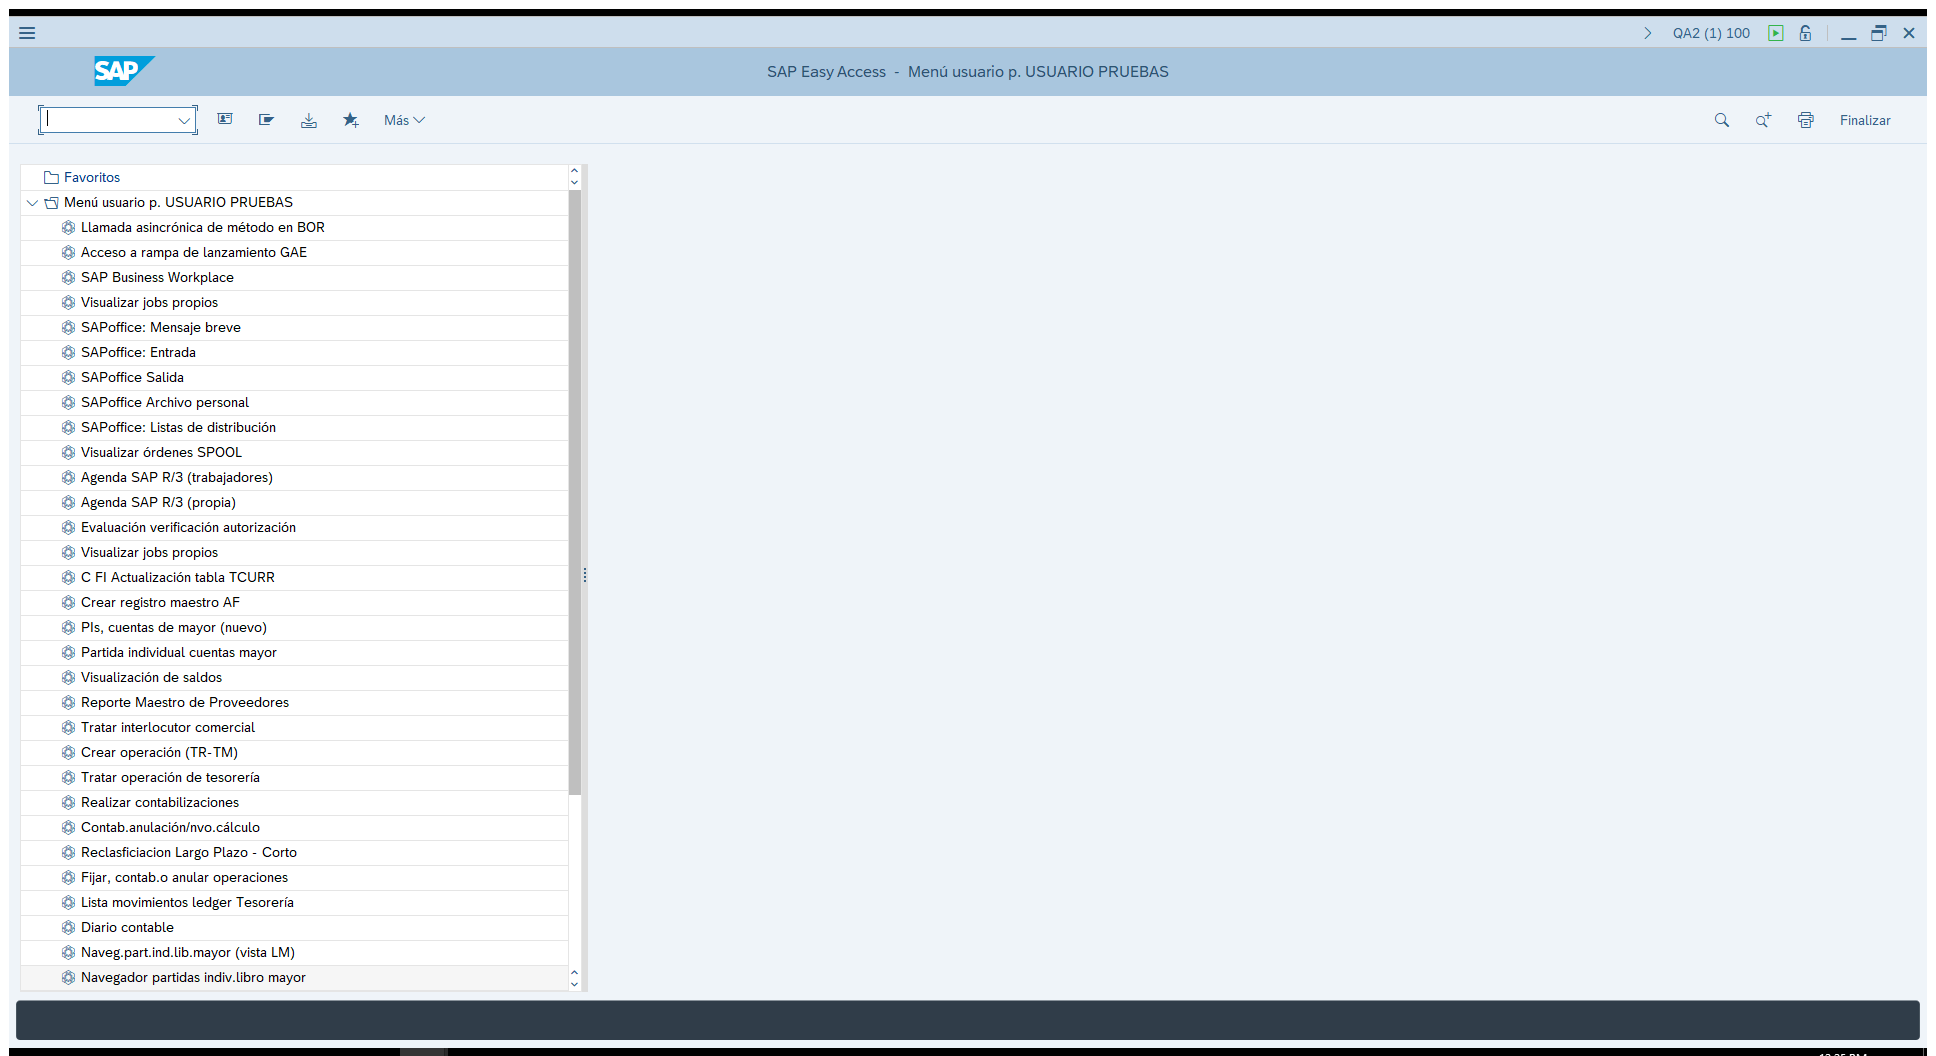 QA2 (1) 100
SAP
SAP Easy Access - Menú usuario p. USUARIO PRUEBAS
Más
Finalizar
Favoritos
Menú usuario p. USUARIO PRUEBAS
Llamada asincrónica de método en BOR
Acceso a rampa de lanzamiento GAE
SAP Business Workplace
Visualizar jobs propios
SAPoffice: Mensaje breve
SAPoffice: Entrada
SAPoffice Salida
SAPoffice Archivo personal
SAPoffice: Listas de distribución
Visualizar órdenes SPOOL
Agenda SAP R/3 (trabajadores)
Agenda SAP R/3 (propia)
Evaluación verificación autorización
Visualizar jobs propios
C FI Actualización tabla TCURR
Crear registro maestro AF
PIs, cuentas de mayor (nuevo)
Partida individual cuentas mayor
Visualización de saldos
Reporte Maestro de Proveedores
Tratar interlocutor comercial
Crear operación (TR-TM)
Tratar operación de tesorería
Realizar contabilizaciones
Contab.anulación/nvo.cálculo
Reclasficiacion Largo Plazo - Corto
Fijar, contab.o anular operaciones
Lista movimientos ledger Tesorería
Diario contable
Naveg.part.ind.lib.mayor (vista LM)
Navegador partidas indiv.libro mayor